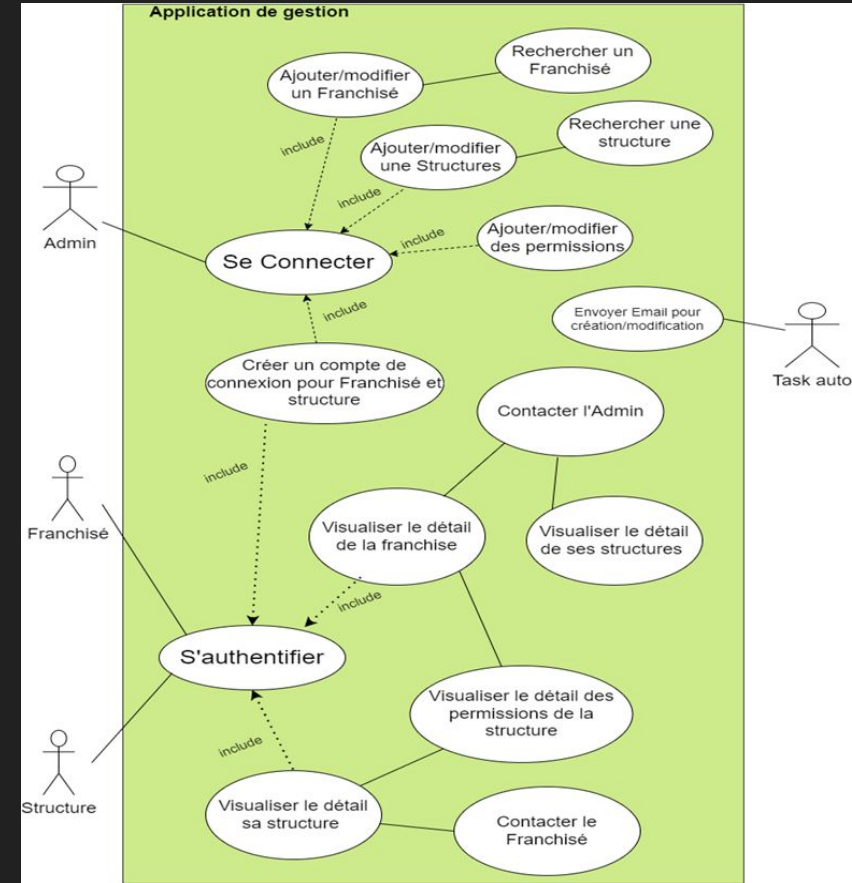 Application de gestion
Rechercher un
Franchisé
Ajouter/modifier
un Franchisé
Rechercher une
structure
include
Ajouter/modifier
une Structures
include
Admin
Ajouter/modifier
des permissions
include
Se Connecter
include
Envoyer Email pour
création/modification
Task auto
Créer un compte de
connexion pour Franchisé et
structure
Contacter l'Admin
include
Franchisé
Visualiser le détail
de la franchise
Visualiser le détail
de ses structures
include
S'authentifier
Visualiser le détail des
permissions de la
structure
include
Structure
Visualiser le détail
sa structure
Contacter le
Franchisé